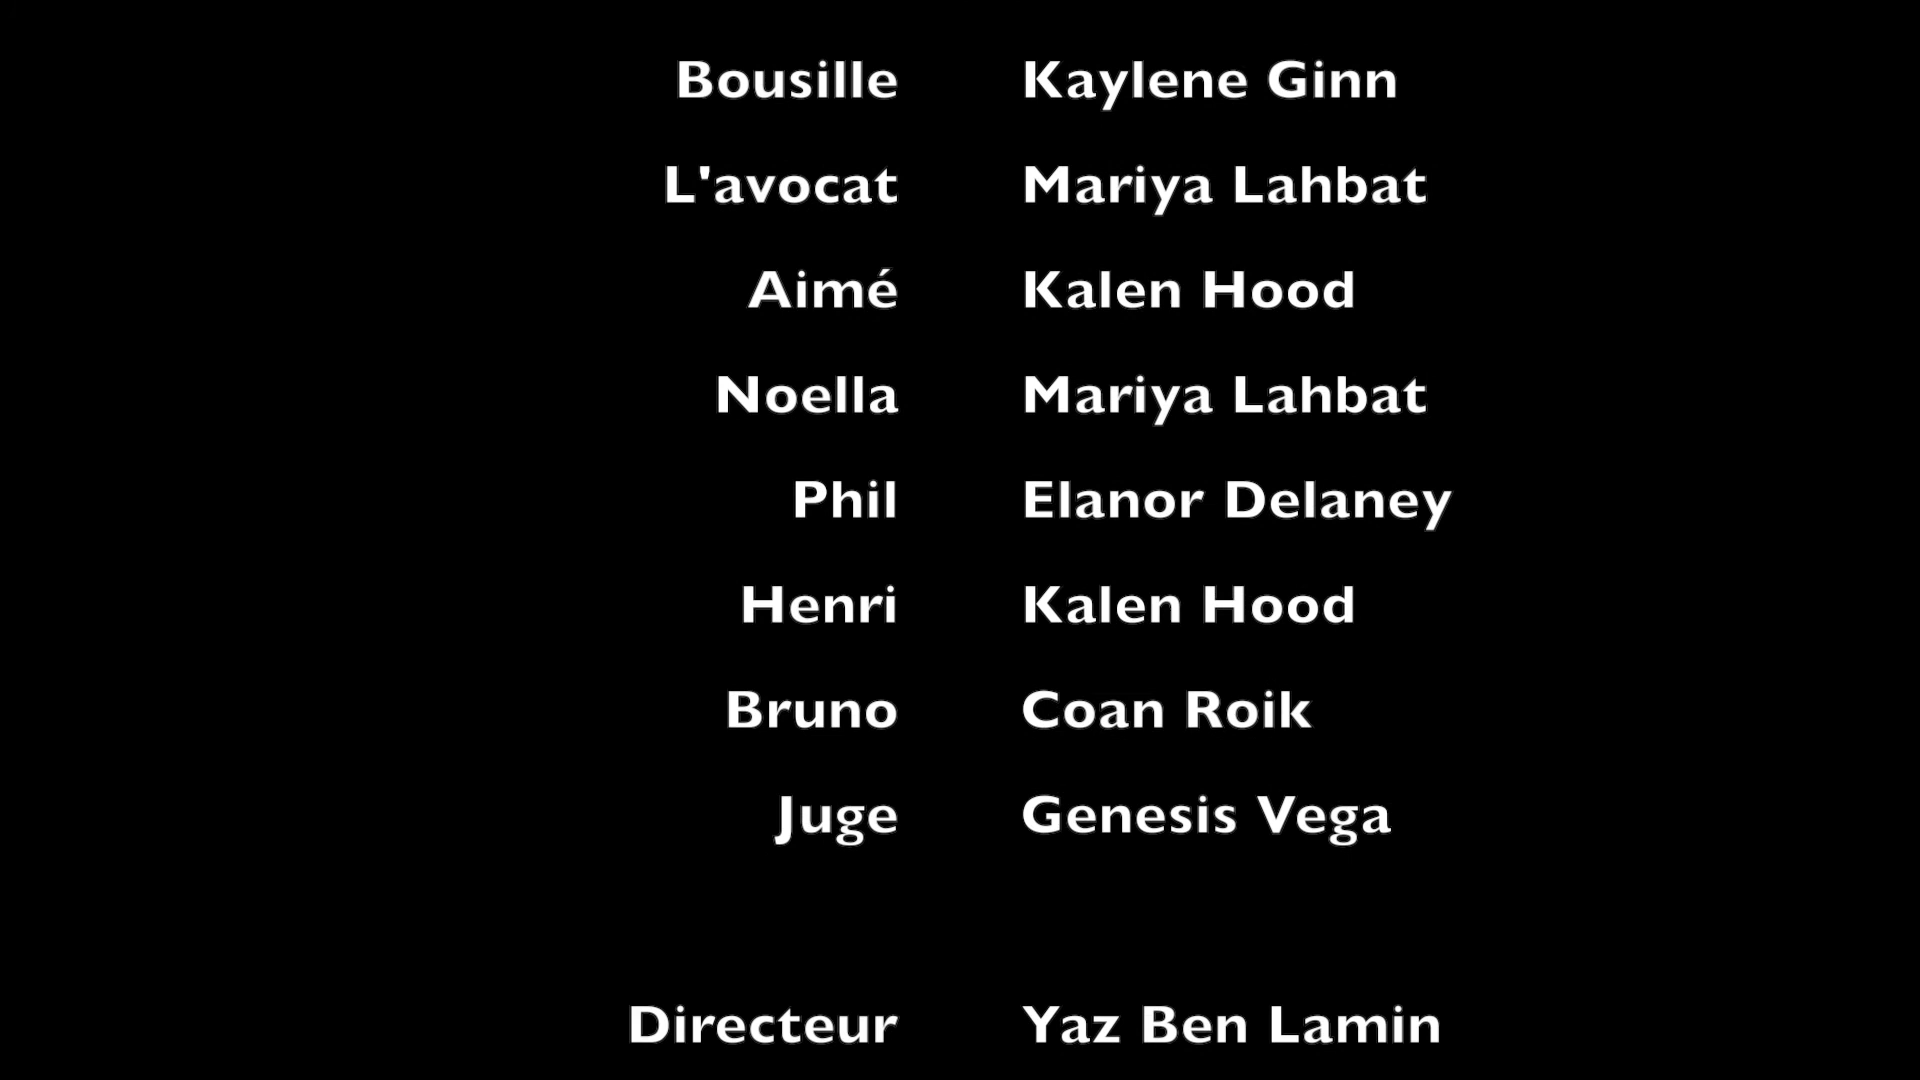 Bousille Kaylene Ginn
L'avocat Mariya Lahbat
Aimé Kalen Hood
Noella Mariya Lahbat
Phil Elanor Delaney
Henri Kalen Hood
Bruno Coan Roik
Juge Genesis Vega
Directeur Yaz Ben Lamin